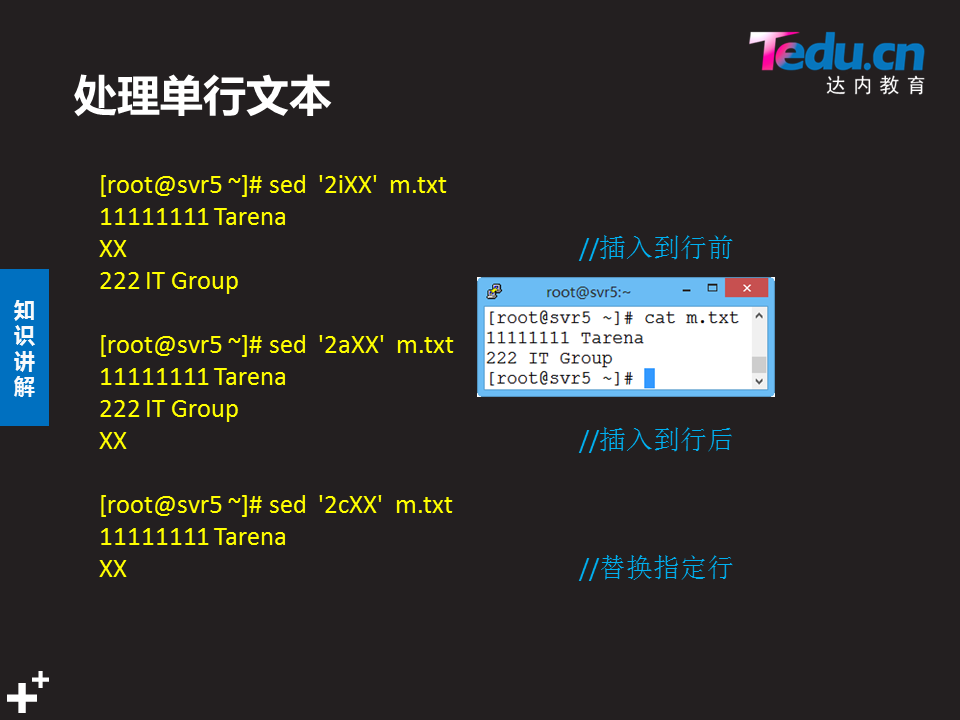 Tedu.cn
达内教育
处理单行文本
[root@svr5 ~]# sed  '2iXX'  m.txt
11111111 Tarena
XX //插入到行前
222 IT Group
[root@svr5 ~]# sed  '2aXX'  m.txt
11111111 Tarena
222 IT Group
XX //插入到行后
[root@svr5 ~]# sed  '2cXX'  m.txt
11111111 Tarena
XX //替换指定行
root@svr5:~
[root@svr5 ~]# cat m.txt
11111111 Tarena
222 IT Group
[root@svr5 ~]#
知识讲解